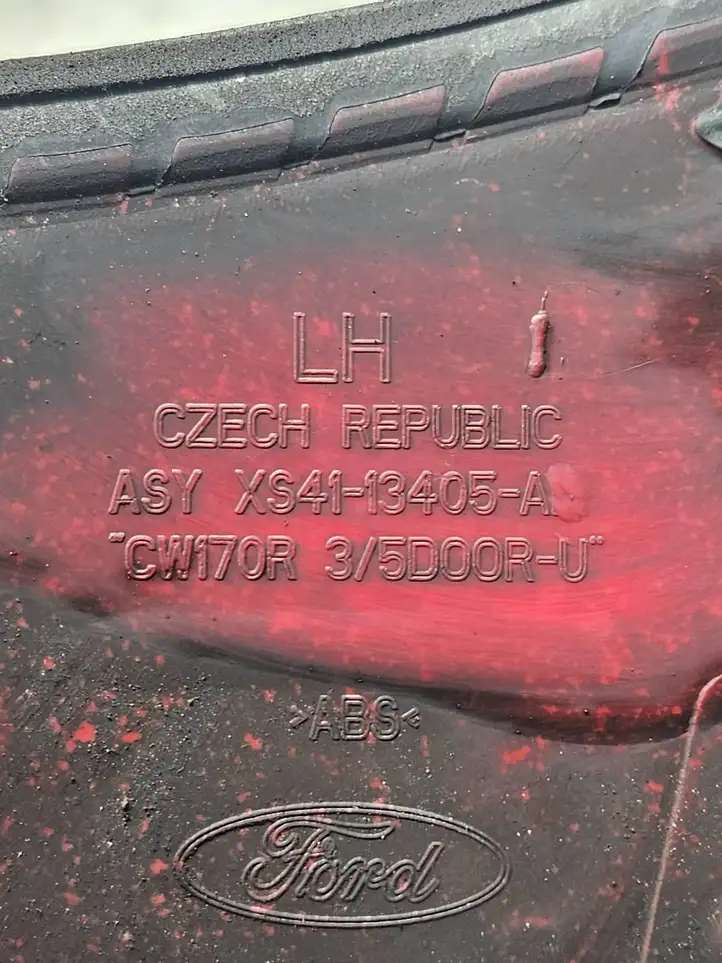 LH
CZECH REPUBLIC
ASY XS41-13405-A
"CW170R 3/5DOOR-U"
>ABS<
Ford